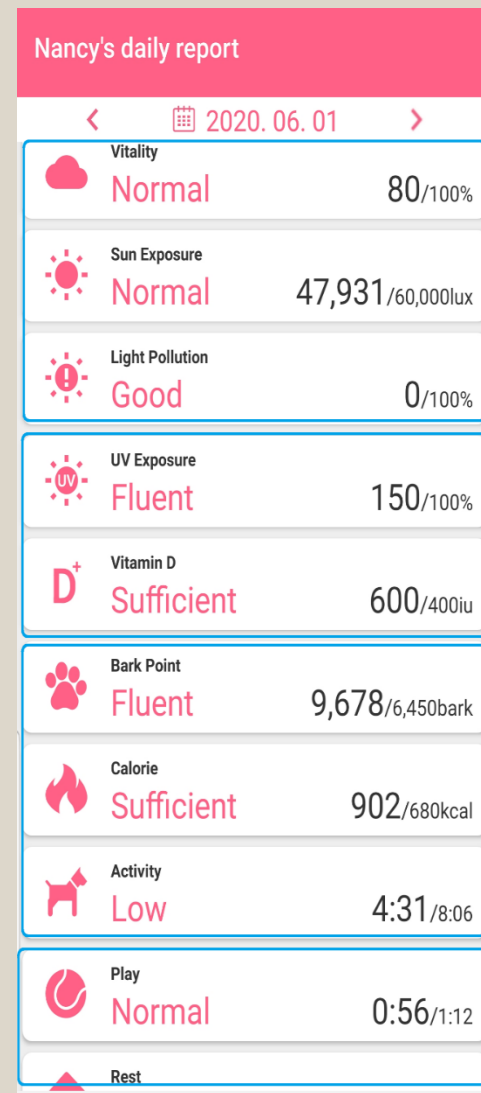 Nancy's daily report
2020. 06. 01
Vitality
Normal 80/100%
Sun Exposure
Normal 47,931/60,000lux
Light Pollution
Good 0/100%
UV Exposure
UV
Fluent 150/100%
Vitamin D
D+
Sufficient 600/400iu
Bark Point
Fluent 9,678/6,450bark
Calorie
Sufficient 902/680kcal
Activity
Low 4:31/8:06
Play
Normal 0:56/1:12
Rest